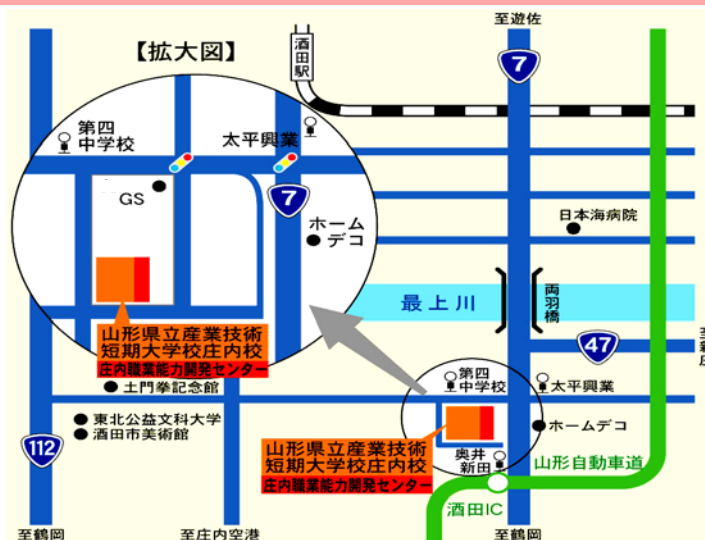 至遊佐
【拡大図】
酒田駅
7
第四
中学校
太平興業
GS
7
ホーム
デコ
日本海病院
最上川
両羽橋
47
山形県立産業技術
短期大学校庄内校
庄内職業能力開発センター
土門拳記念館
第四
中学校
太平興業
東北公益文科大学
酒田市美術館
ホームデコ
112
山形県立産業技術
短期大学校庄内校
庄内職業能力開発センター
奥井
新田
山形自動車道
酒田IC
至鶴岡
至庄内空港
至鶴岡